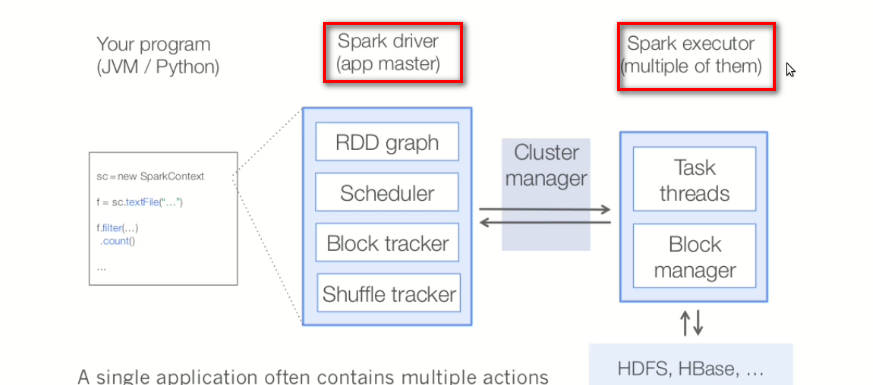 Your program
(JVM / Python)
Spark driver
(app master)
Spark executor
(multiple of them)
sc = new SparkContext
f = sc.textFile("…")
f.filter(…)
.count()
...
RDD graph
Scheduler
Block tracker
Shuffle tracker
Cluster
manager
Task
threads
Block
manager
HDFS, HBase, …
A single application often contains multiple actions